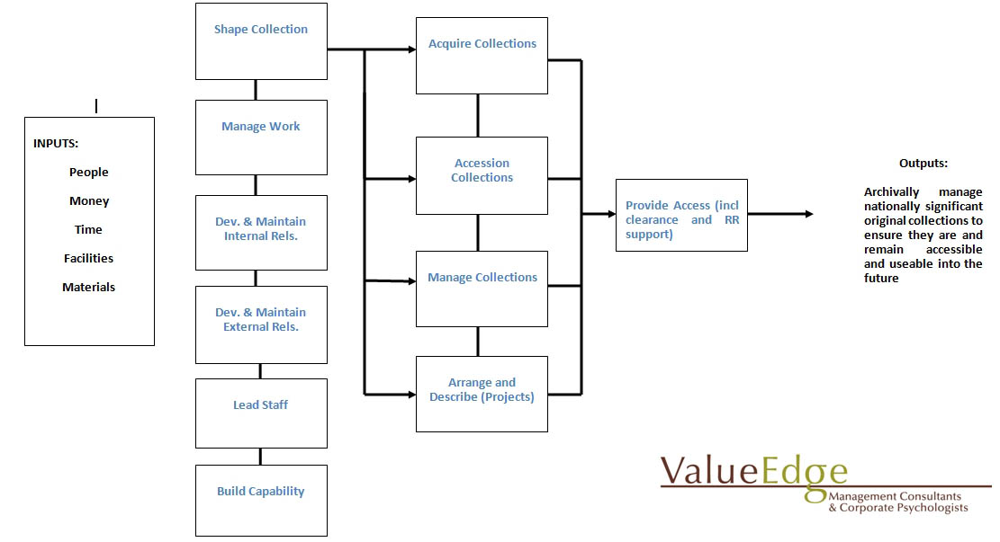 INPUTS:
People
Money
Time
Facilities
Materials
Shape Collection
Manage Work
Dev. & Maintain
Internal Rels.
Dev. & Maintain
External Rels.
Lead Staff
Build Capability
Acquire Collections
Accession
Collections
Manage Collections
Arrange and
Describe (Projects)
Provide Access (incl
clearance and RR
support)
Outputs:
Archivally manage
nationally significant
original collections to
ensure they are and
remain accessible
and useable into the
future
ValueEdge
Management Consultants
& Corporate Psychologists